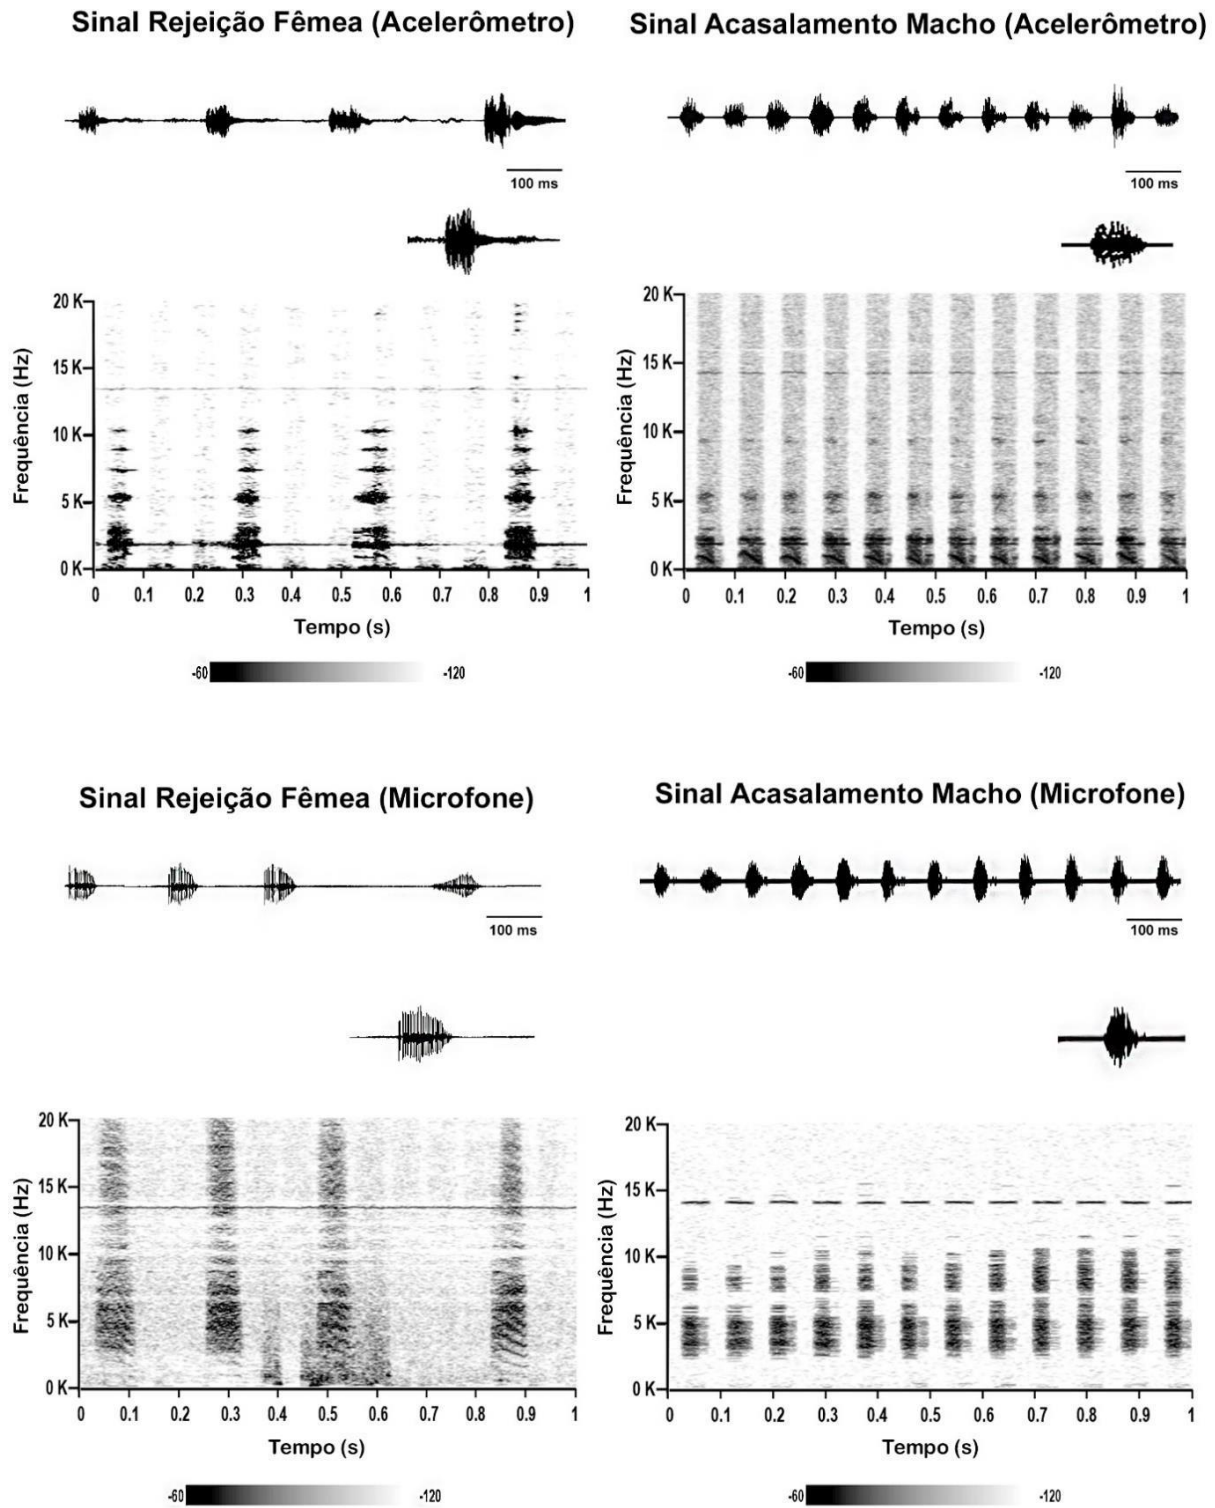 Sinal Rejeição Fêmea (Acelerômetro)
100 ms
20 K
15 K
10 K
5 K
0 K
Frequência (Hz)
0 0.1 0.2 0.3 0.4 0.5 0.6 0.7 0.8 0.9 1
Tempo (s)
-60 -120
Sinal Acasalamento Macho (Acelerômetro)
100 ms
20 K
15 K
10 K
5 K
0 K
Frequência (Hz)
0 0.1 0.2 0.3 0.4 0.5 0.6 0.7 0.8 0.9 1
Tempo (s)
-60 -120
Sinal Rejeição Fêmea (Microfone)
100 ms
20 K
15 K
10 K
5 K
0 K
Frequência (Hz)
0 0.1 0.2 0.3 0.4 0.5 0.6 0.7 0.8 0.9 1
Tempo (s)
-60 -120
Sinal Acasalamento Macho (Microfone)
100 ms
20 K
15 K
10 K
5 K
0 K
Frequência (Hz)
0 0.1 0.2 0.3 0.4 0.5 0.6 0.7 0.8 0.9 1
Tempo (s)
-60 -120